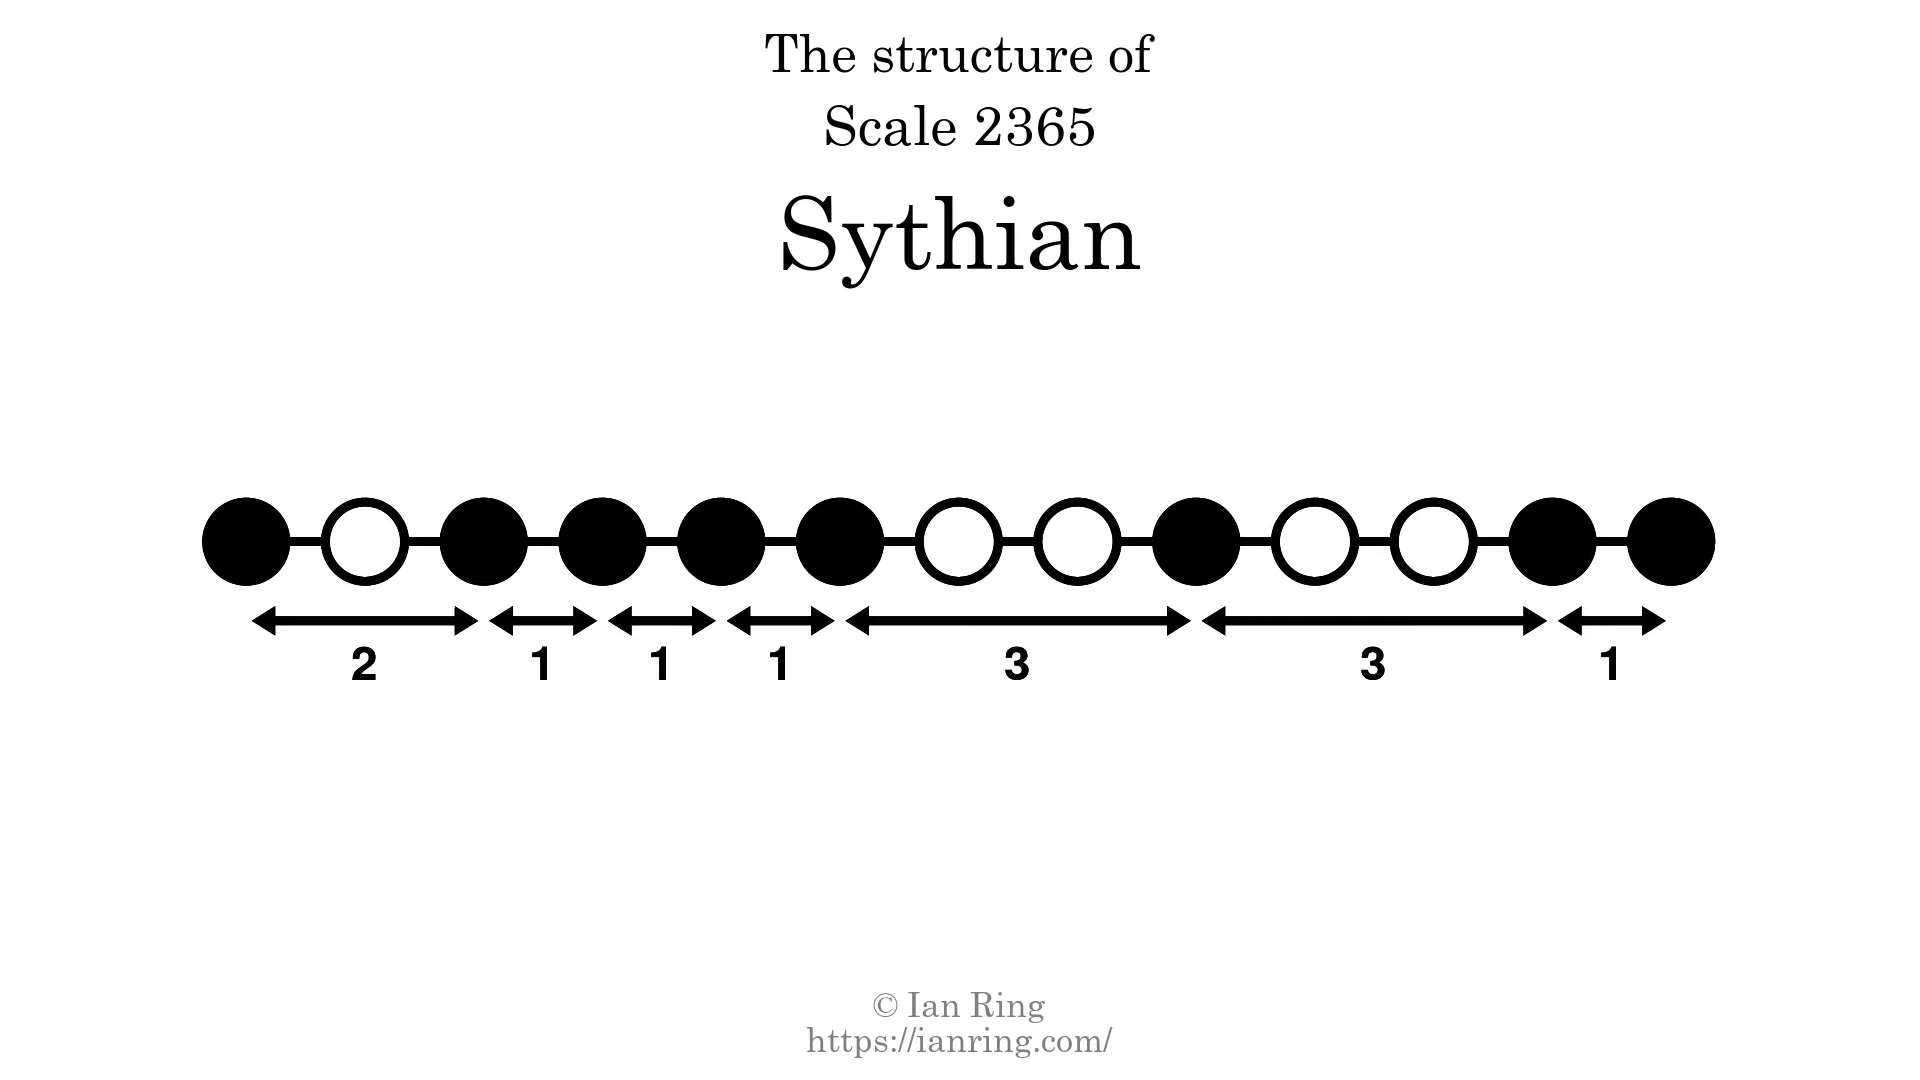 The structure of
Scale 2365
Sythian
2 1 1 1 3 3 1
© Ian Ring
https://ianring.com/